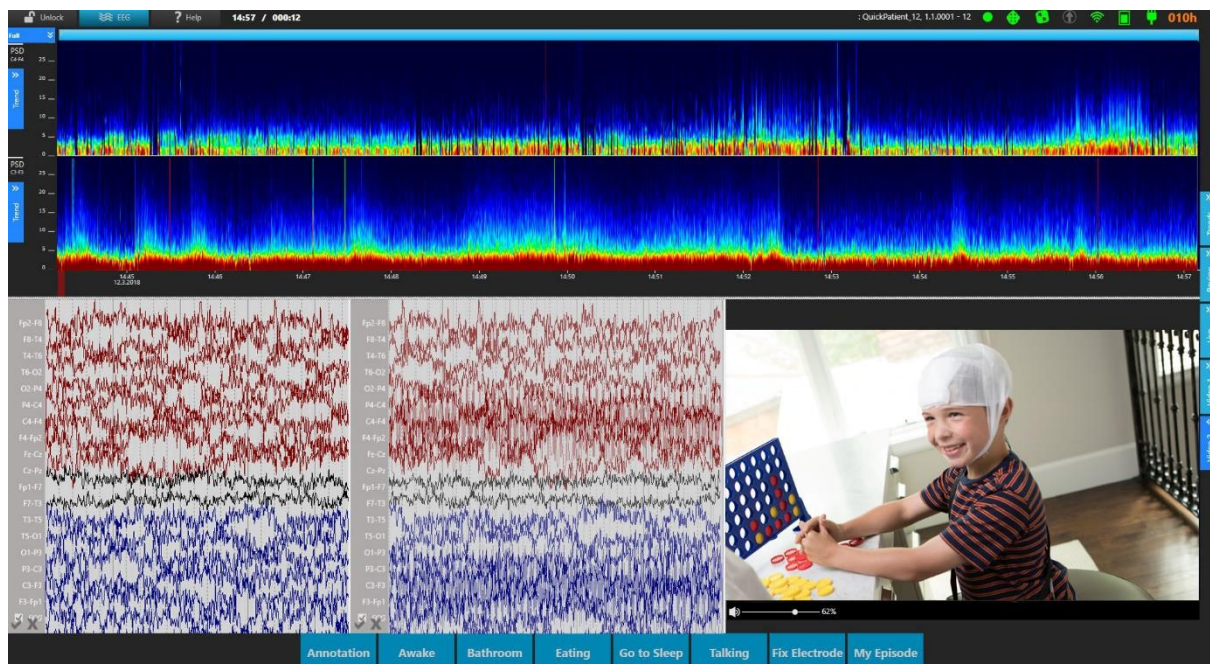 Unlock EEG ? Help 14:57 / 000:12 : QuickPatient_12, 1.1.0001 - 12 010h
Full
PSD
C4-F4
25
20
15
10
5
0
Trend
PSD
C3-F3
25
20
15
10
5
0
Trend
14:45 14:46 14:47 14:48 14:49 14:50 14:51 14:52 14:53 14:54 14:55 14:56 14:57
12.3.2018
Fp2-F8 Fp2-F8
F8-T4 F8-T4
T4-T6 T4-T6
T6-O2 T6-O2
O2-P4 O2-P4
P4-C4 P4-C4
C4-F4 C4-F4
F4-Fp2 F4-Fp2
Fz-Cz Fz-Cz
Cz-Pz Cz-Pz
Fp1-F7 Fp1-F7
F7-T3 F7-T3
T3-T5 T3-T5
T5-O1 T5-O1
O1-P3 O1-P3
P3-C3 P3-C3
C3-F3 C3-F3
F3-Fp1 F3-Fp1
62%
Annotation Awake Bathroom Eating Go to Sleep Talking Fix Electrode My Episode